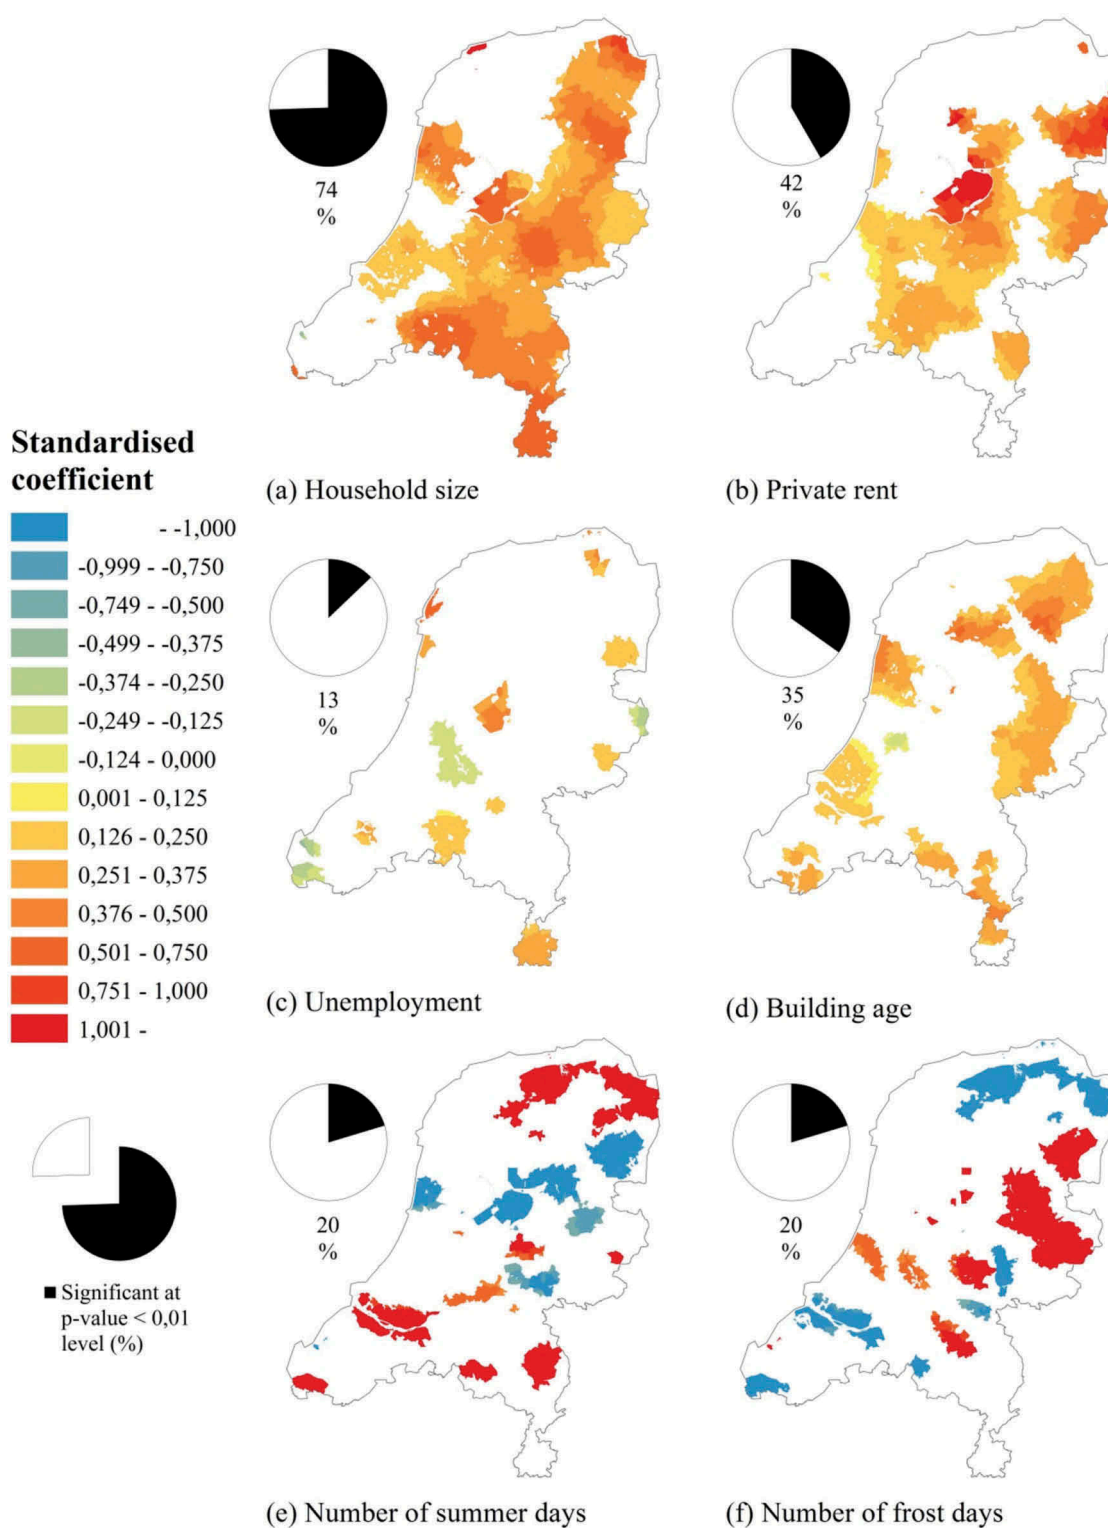 74
%
(a) Household size
42
%
(b) Private rent
Standardised
coefficient
- -1,000
-0,999 - -0,750
-0,749 - -0,500
-0,499 - -0,375
-0,374 - -0,250
-0,249 - -0,125
-0,124 - 0,000
0,001 - 0,125
0,126 - 0,250
0,251 - 0,375
0,376 - 0,500
0,501 - 0,750
0,751 - 1,000
1,001 -
Significant at
p-value < 0,01
level (%)
13
%
(c) Unemployment
35
%
(d) Building age
20
%
(e) Number of summer days
20
%
(f) Number of frost days